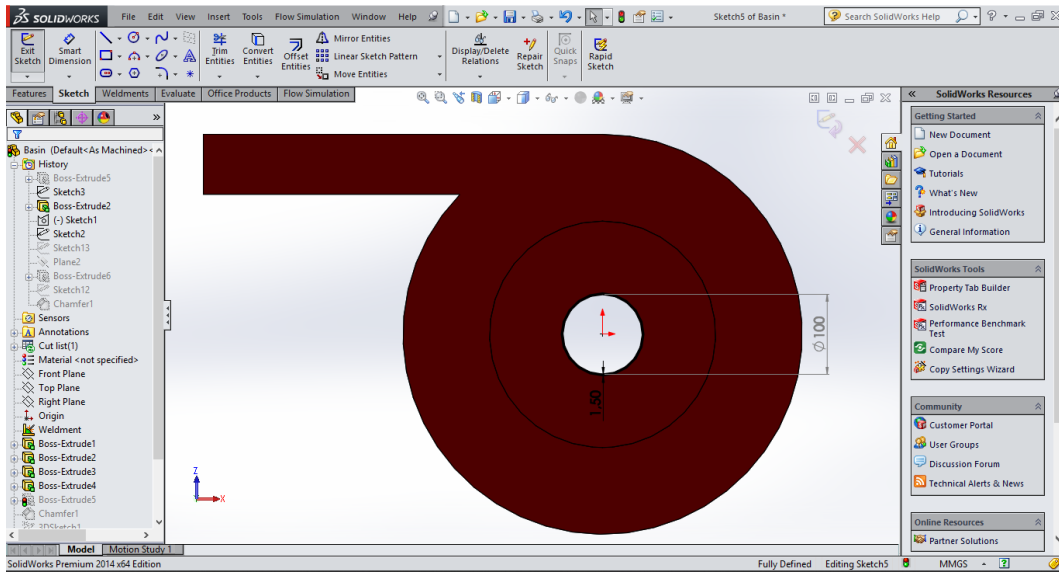 SOLIDWORKS File Edit View Insert Tools Flow Simulation Window Help Sketch5 of Basin * Search SolidWorks Help
Exit Sketch
Smart Dimension
Trim Entities
Convert Entities
Offset Entities
Mirror Entities
Linear Sketch Pattern
Move Entities
Display/Delete Relations
Repair Sketch
Quick Snaps
Rapid Sketch
Features Sketch Weldments Evaluate Office Products Flow Simulation
Basin (Default<As Machined><
History
Boss-Extrude5
Sketch3
Boss-Extrude2
(-) Sketch1
Sketch2
Sketch13
Plane2
Boss-Extrude6
Sketch12
Chamfer1
Sensors
Annotations
Cut list(1)
Material <not specified>
Front Plane
Top Plane
Right Plane
Origin
Weldment
Boss-Extrude1
Boss-Extrude2
Boss-Extrude3
Boss-Extrude4
Boss-Extrude5
Chamfer1
3DSketch1
Ø100
1,50
Z
X
SolidWorks Resources
Getting Started
New Document
Open a Document
Tutorials
What's New
Introducing SolidWorks
General Information
SolidWorks Tools
Property Tab Builder
SolidWorks Rx
Performance Benchmark
Test
Compare My Score
Copy Settings Wizard
Community
Customer Portal
User Groups
Discussion Forum
Technical Alerts & News
Online Resources
Partner Solutions
Model Motion Study 1
SolidWorks Premium 2014 x64 Edition Fully Defined Editing Sketch5 MMGS